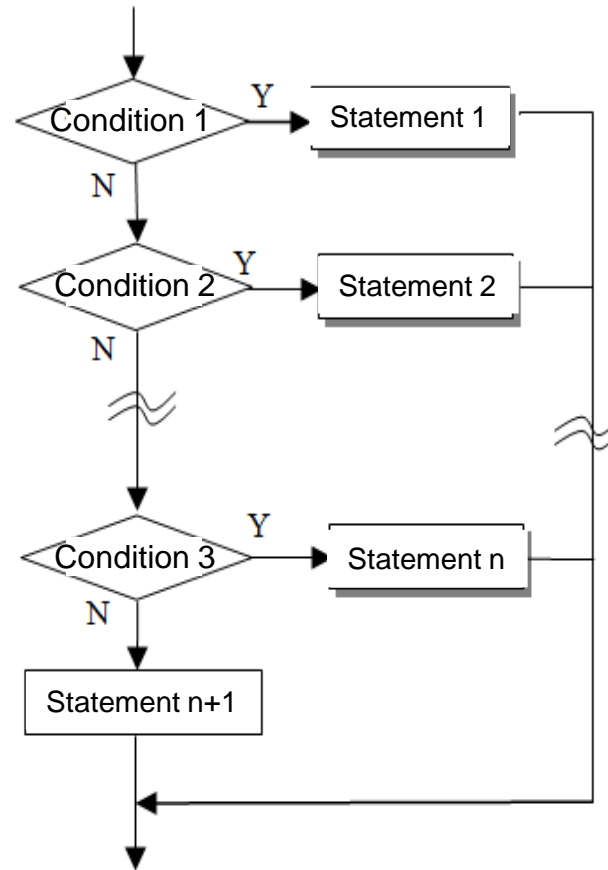 Y
Condition 1
Statement 1
N
Y
Condition 2
Statement 2
N
Y
Condition 3
Statement n
N
Statement n+1